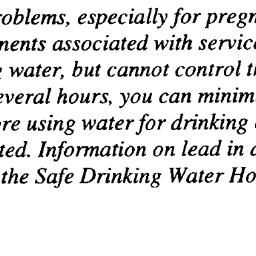 roblems, especially for pregn
nents associated with service
water, but cannot control th
everal hours, you can minim
re using water for drinking
ted. Information on lead in d
the Safe Drinking Water Ho